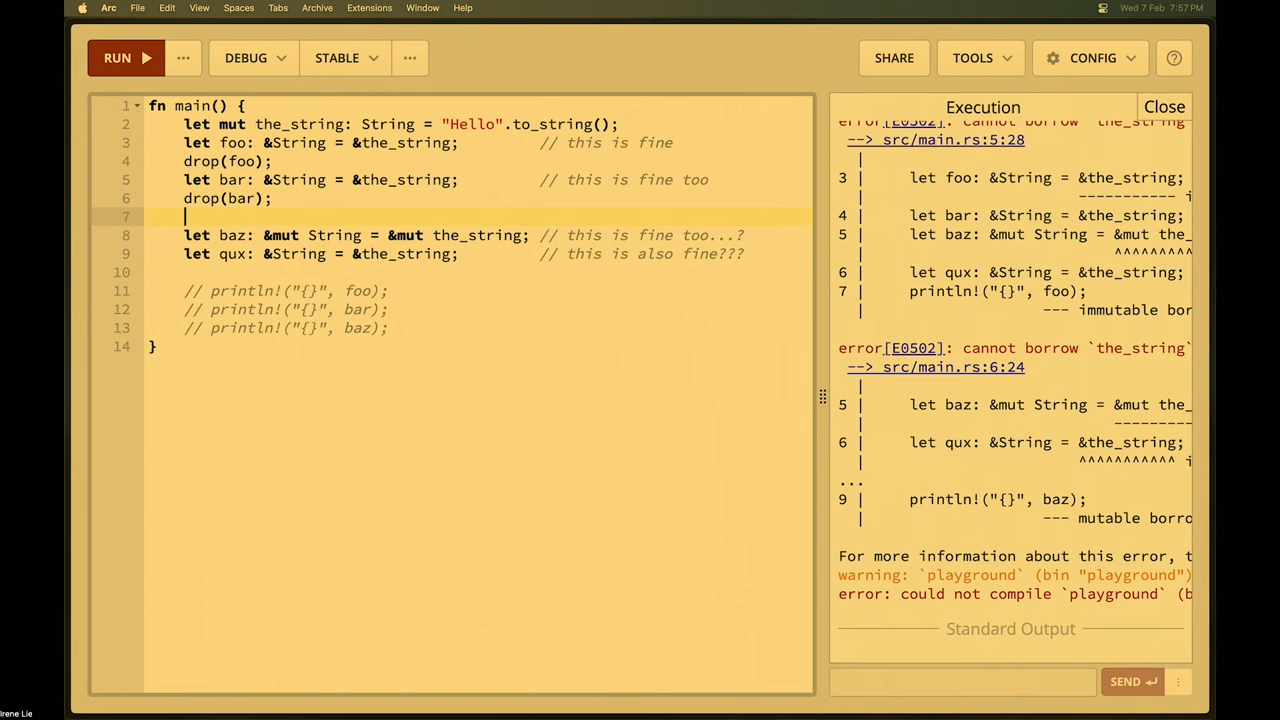 Arc File Edit View Spaces Tabs Archive Extensions Window Help Wed 7 Feb 7:57 PM
RUN ▶ ··· DEBUG STABLE ··· SHARE TOOLS CONFIG ?
1 fn main() {
2 let mut the_string: String = "Hello".to_string();
3 let foo: &String = &the_string; // this is fine
4 drop(foo);
5 let bar: &String = &the_string; // this is fine too
6 drop(bar);
7
8 let baz: &mut String = &mut the_string; // this is fine too...?
9 let qux: &String = &the_string; // this is also fine???
10
11 // println!("{}", foo);
12 // println!("{}", bar);
13 // println!("{}", baz);
14 }
Execution Close
error[E0502]: cannot borrow `the_string`
--> src/main.rs:5:28
|
3 | let foo: &String = &the_string;
| ----------- i
4 | let bar: &String = &the_string;
5 | let baz: &mut String = &mut the_
| ^^^^^^^^^
6 | let qux: &String = &the_string;
7 | println!("{}", foo);
| --- immutable bor
error[E0502]: cannot borrow `the_string`
--> src/main.rs:6:24
|
5 | let baz: &mut String = &mut the_
| ---------
6 | let qux: &String = &the_string;
| ^^^^^^^^^^^ i
...
9 | println!("{}", baz);
| --- mutable borro
For more information about this error, t
warning: `playground` (bin "playground")
error: could not compile `playground` (b
Standard Output
SEND
Irene Lie